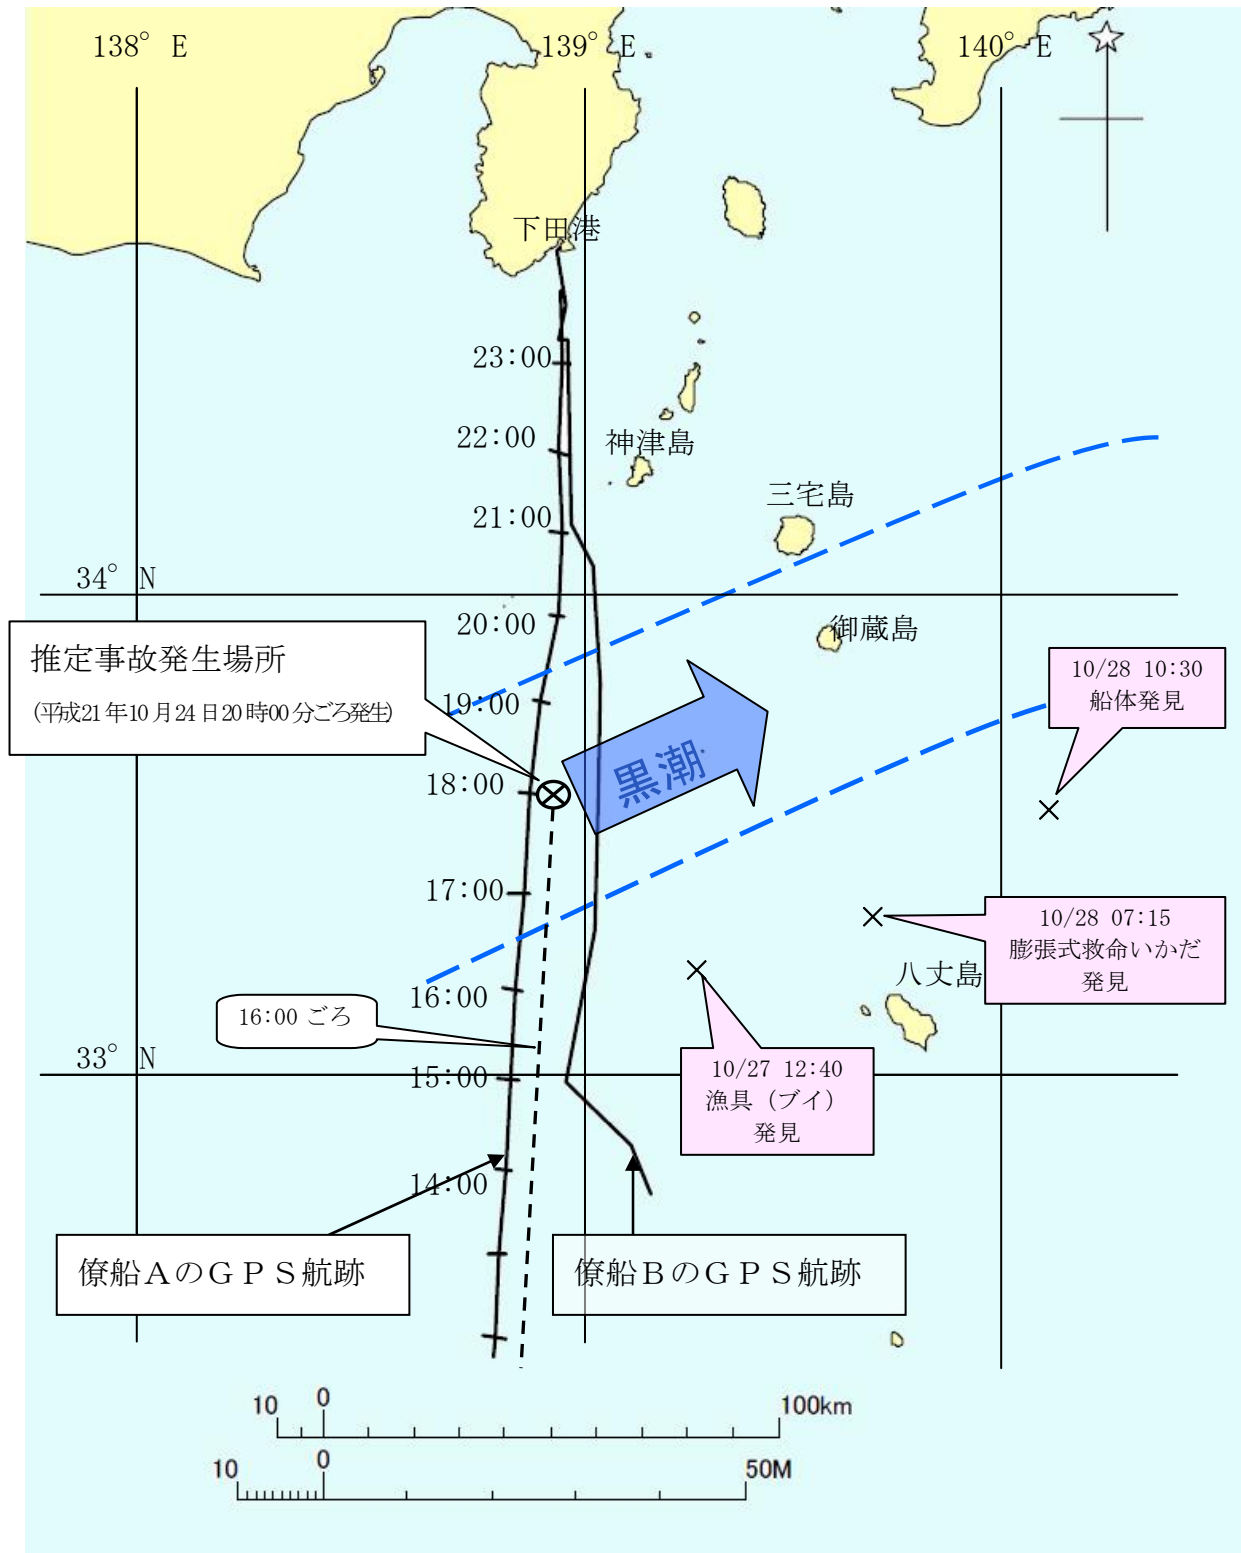 138° E
139° E
140° E
下田港
23:00
22:00
神津島
三宅島
21:00
34° N
20:00
御蔵島
推定事故発生場所
(平成21年10月24日20時00分ごろ発生)
10/28 10:30
船体発見
19:00
黒潮
18:00
17:00
10/28 07:15
膨張式救命いかだ
発見
八丈島
16:00
16:00 ごろ
33° N
15:00
10/27 12:40
漁具（ブイ）
発見
14:00
僚船AのGPS航跡
僚船BのGPS航跡
10 0 100km
10 0 50M